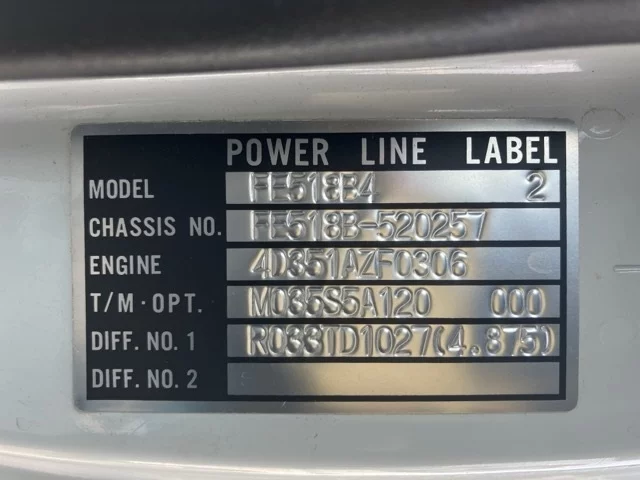 POWER LINE LABEL
MODEL FE518B4 2
CHASSIS NO. FE518B-520257
ENGINE 4D351AZF0306
T/M·OPT. M035S5A120 000
DIFF. NO. 1 R033TD1027(4.875)
DIFF. NO. 2